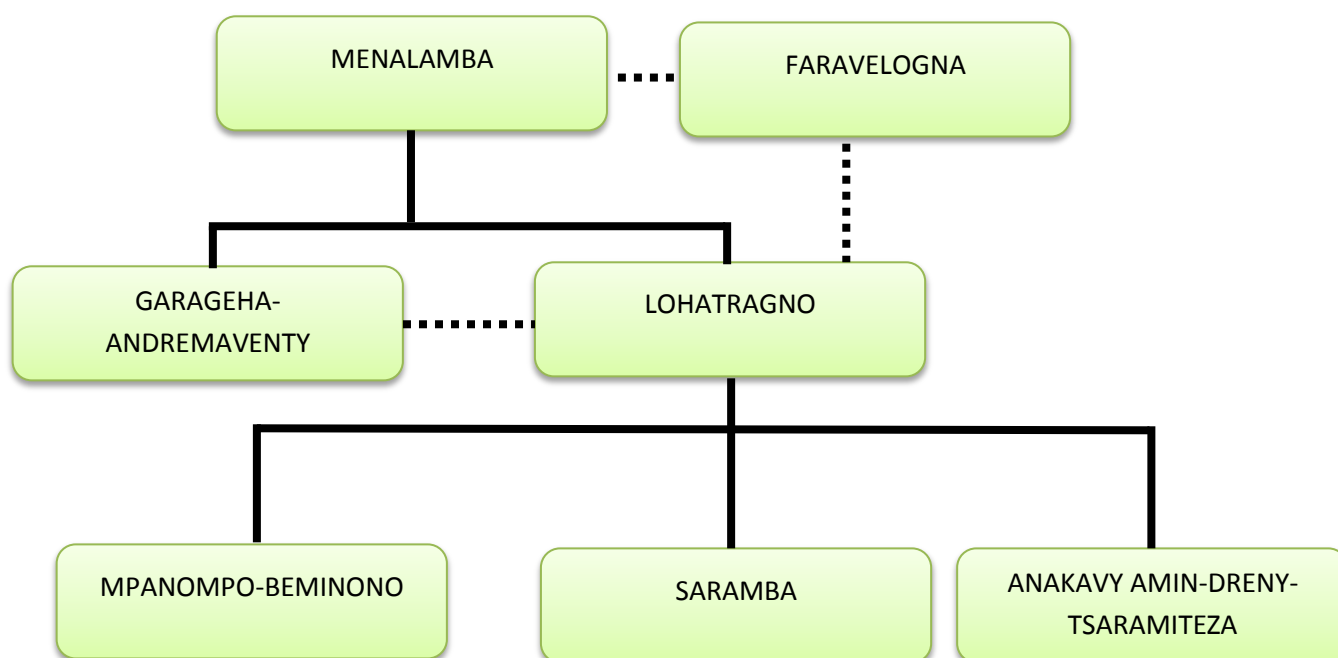 MENALAMBA
FARAVELOGNA
GARAGEHA-
ANDREMAVENTY
LOHATRAGNO
MPANOMPO-BEMINONO
SARAMBA
ANAKAVY AMIN-DRENY-
TSARAMITEZA